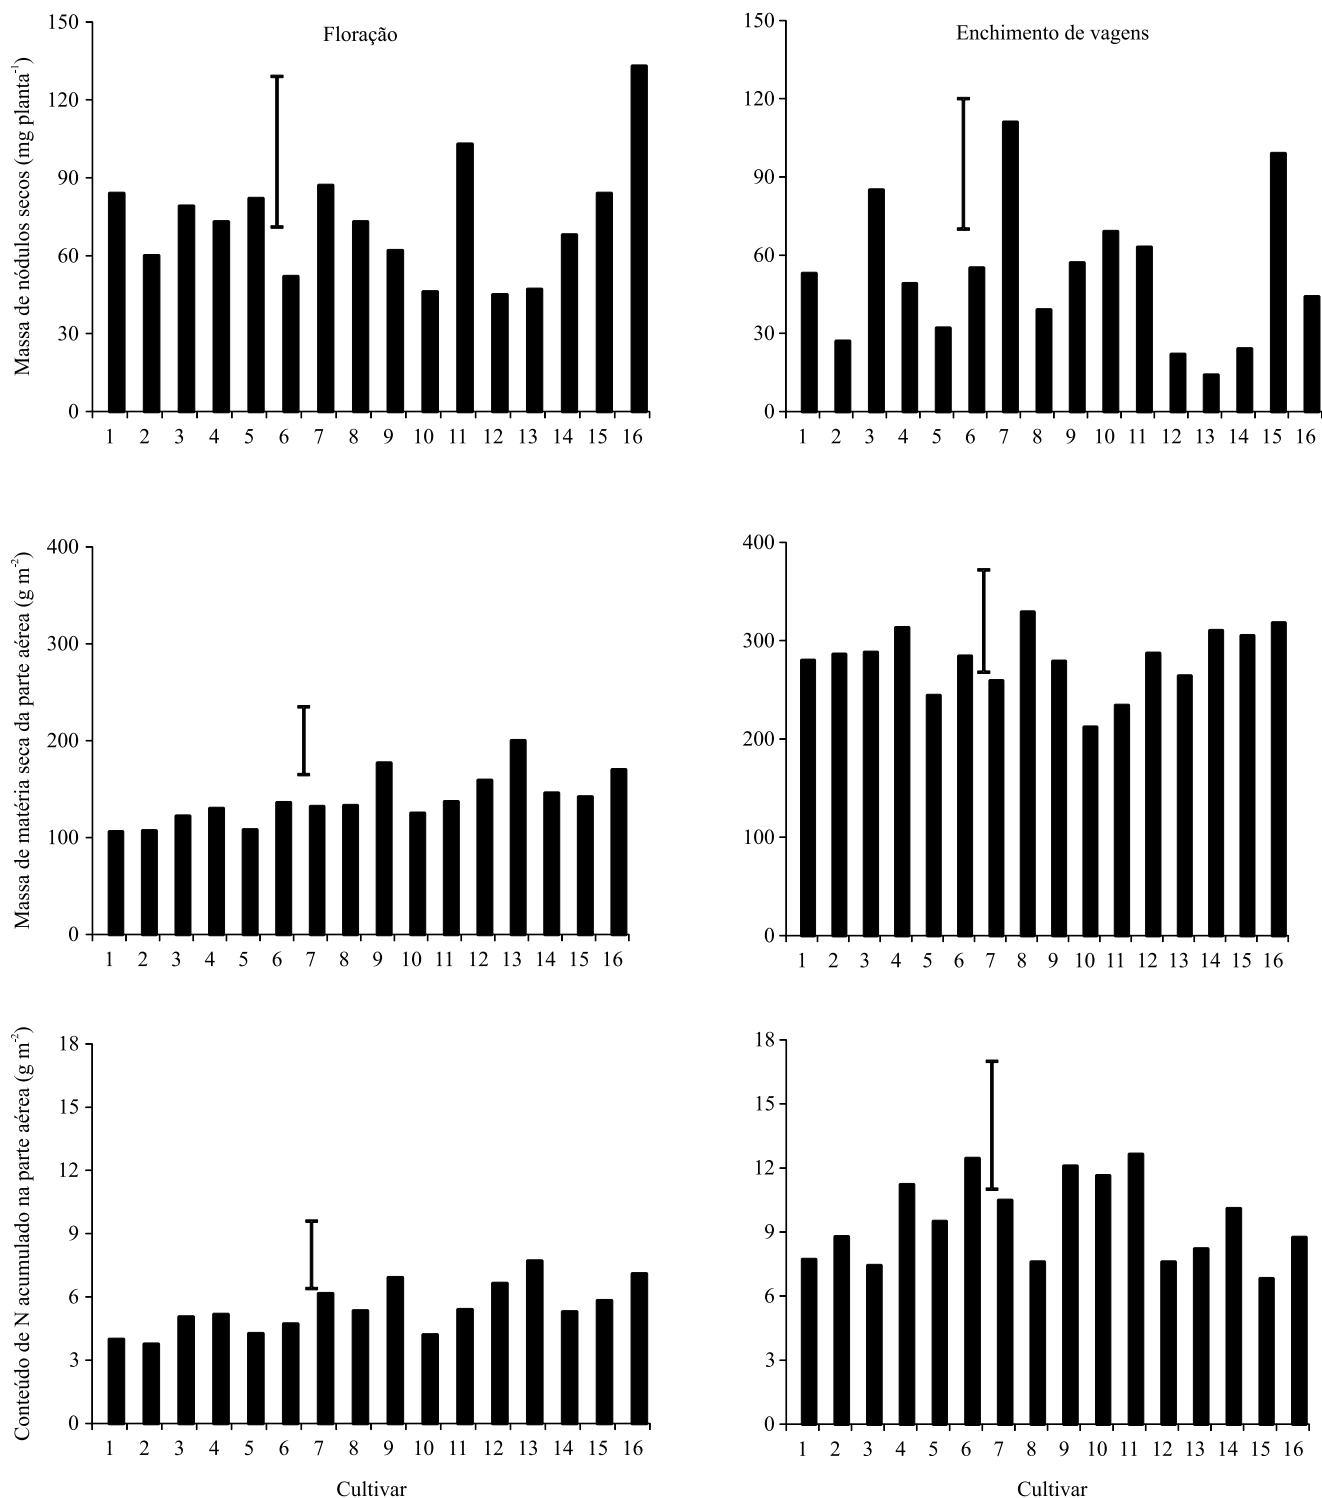 Floração
Massa de nódulos secos (mg planta⁻¹)
150
120
90
60
30
0
1 2 3 4 5 6 7 8 9 10 11 12 13 14 15 16
Enchimento de vagens
150
120
90
60
30
0
1 2 3 4 5 6 7 8 9 10 11 12 13 14 15 16
Massa de matéria seca da parte aérea (g m⁻²)
400
300
200
100
0
1 2 3 4 5 6 7 8 9 10 11 12 13 14 15 16
400
300
200
100
0
1 2 3 4 5 6 7 8 9 10 11 12 13 14 15 16
Conteúdo de N acumulado na parte aérea (g m⁻²)
18
15
12
9
6
3
0
1 2 3 4 5 6 7 8 9 10 11 12 13 14 15 16
Cultivar
18
15
12
9
6
3
0
1 2 3 4 5 6 7 8 9 10 11 12 13 14 15 16
Cultivar